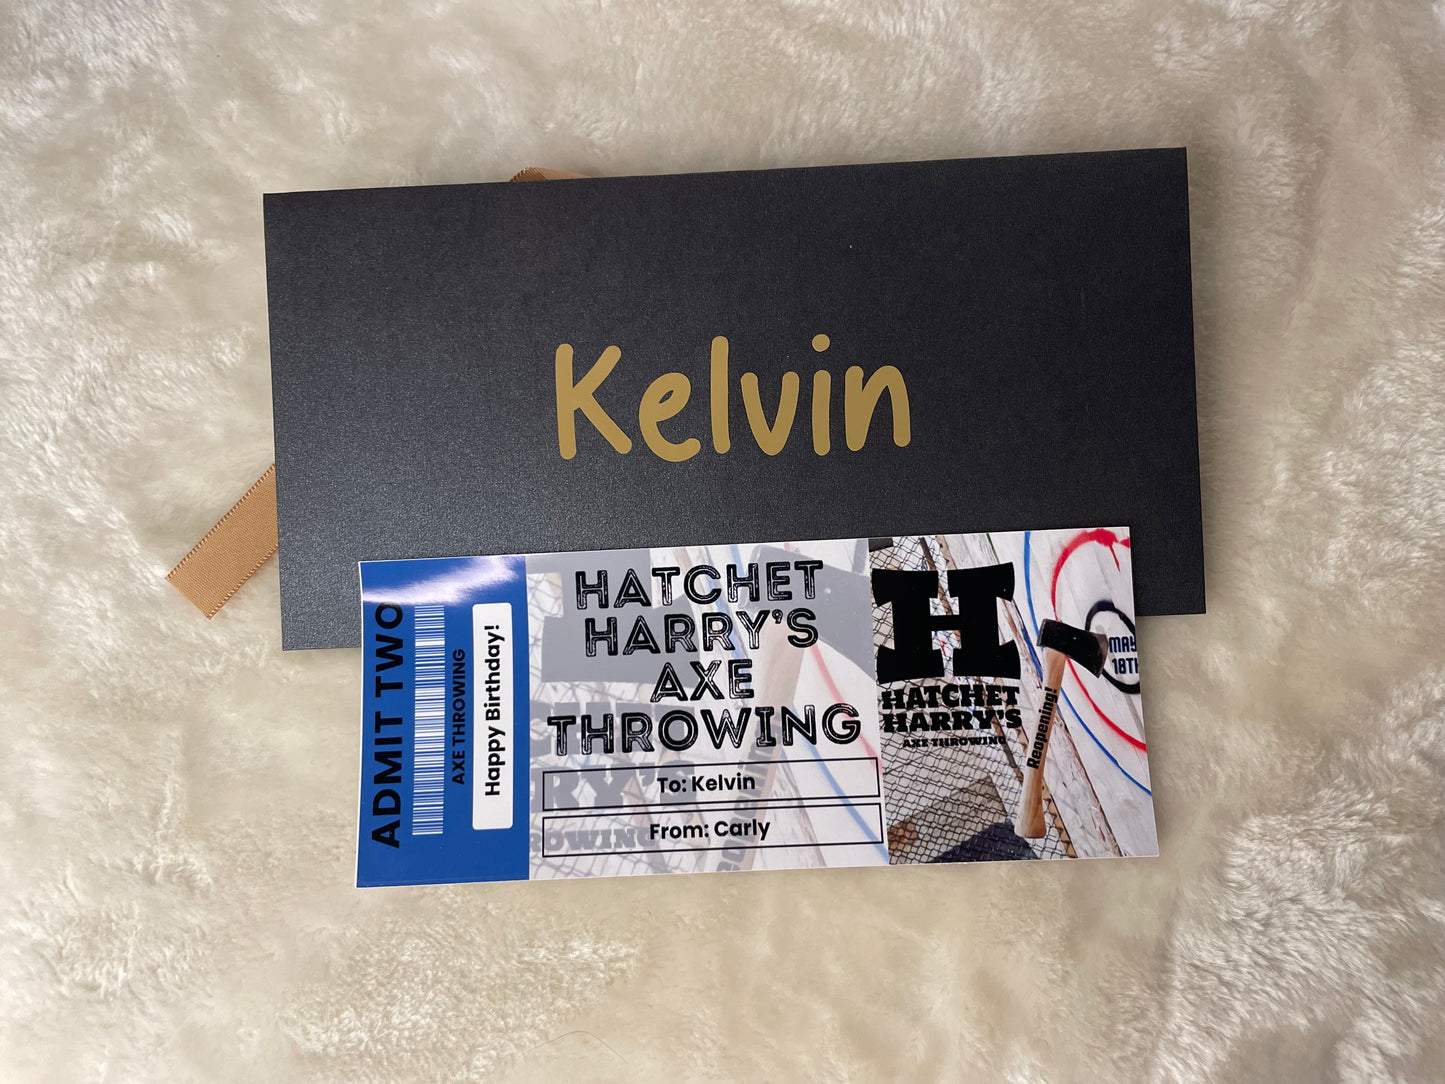 Kelvin
ADMIT TWO
AXE THROWING
Happy Birthday!
HATCHET
HARRY'S
AXE
THROWING
To: Kelvin
From: Carly
H
HATCHET
HARRY'S
AXE THROWING
Reopening!
MAY
18TH